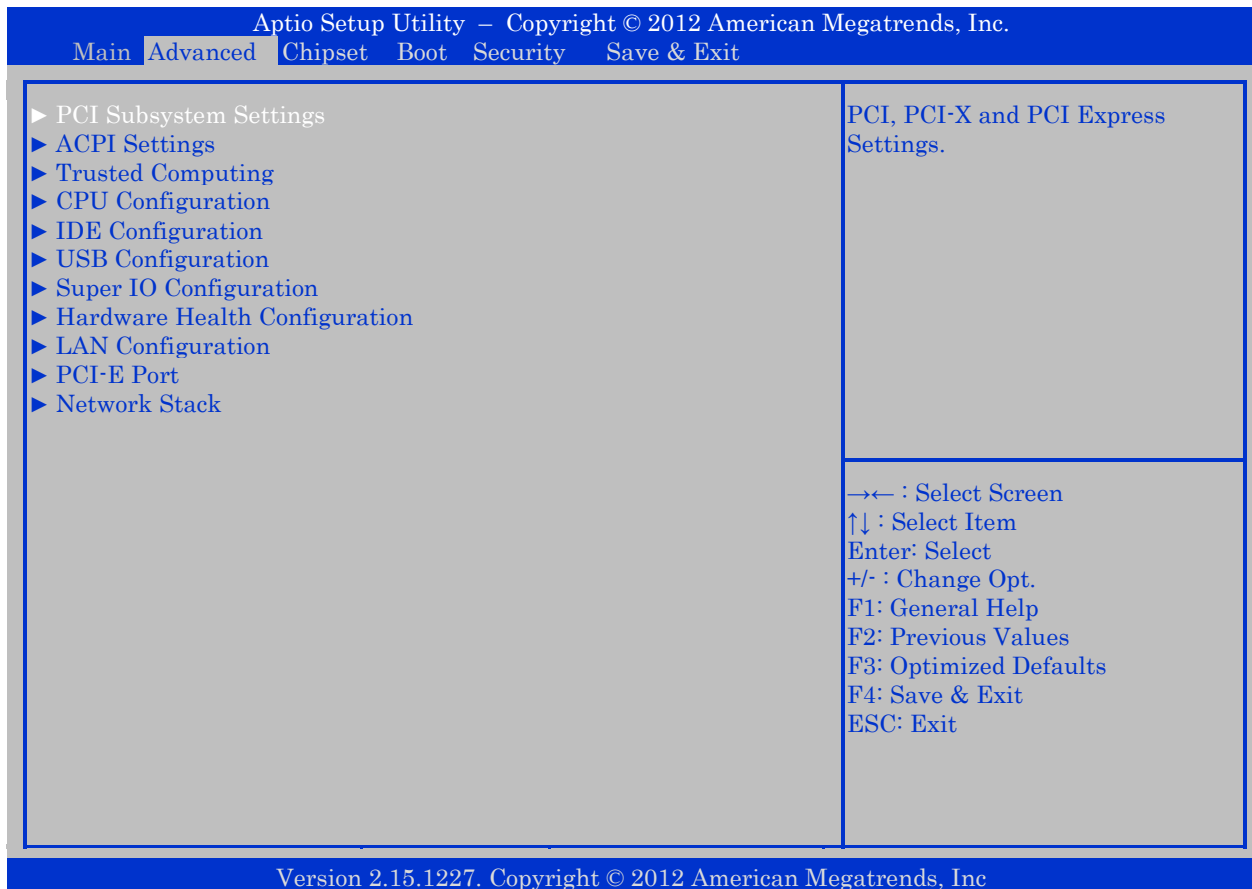 Aptio Setup Utility – Copyright © 2012 American Megatrends, Inc.
Main Advanced Chipset Boot Security Save & Exit
► PCI Subsystem Settings
► ACPI Settings
► Trusted Computing
► CPU Configuration
► IDE Configuration
► USB Configuration
► Super IO Configuration
► Hardware Health Configuration
► LAN Configuration
► PCI-E Port
► Network Stack
PCI, PCI-X and PCI Express
Settings.
→← : Select Screen
↑↓ : Select Item
Enter: Select
+/- : Change Opt.
F1: General Help
F2: Previous Values
F3: Optimized Defaults
F4: Save & Exit
ESC: Exit
Version 2.15.1227. Copyright © 2012 American Megatrends, Inc